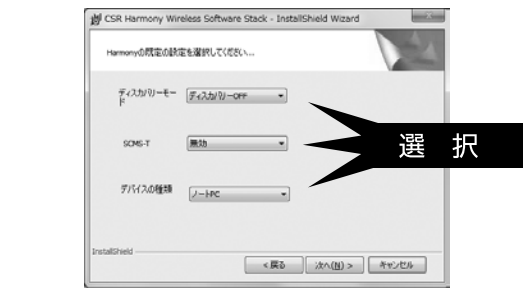 CSR Harmony Wireless Software Stack - InstallShield Wizard
Harmonyの既定の設定を選択してください...
ディスカバリーモー
ド
ディスカバリーOFF
SCMS-T
無効
選 択
デバイスの種類
ノートPC
InstallShield
< 戻る
次へ(N) >
キャンセル